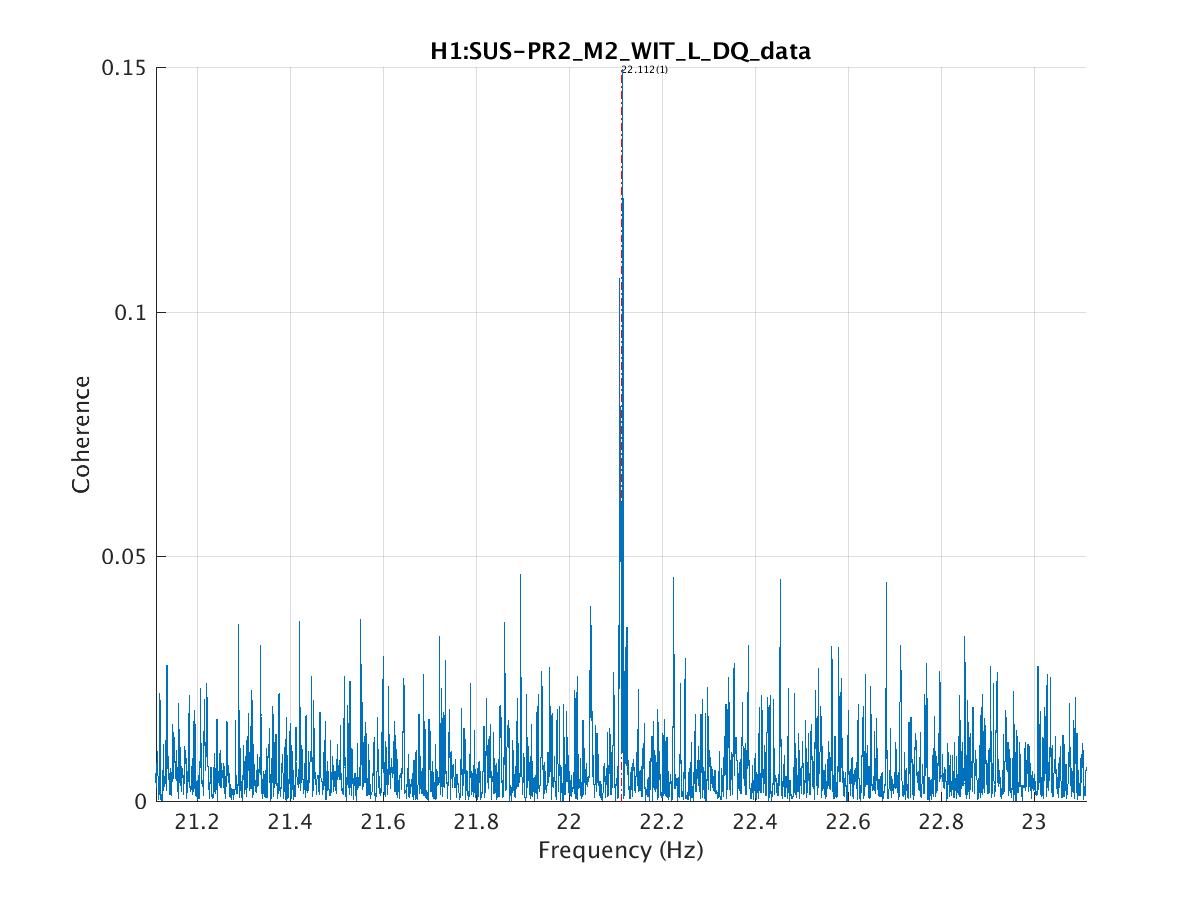 H1:SUS-PR2_M2_WIT_L_DQ_data
0.15
22.112(1)
0.1
Coherence
0.05
0
21.2 21.4 21.6 21.8 22 22.2 22.4 22.6 22.8 23
Frequency (Hz)